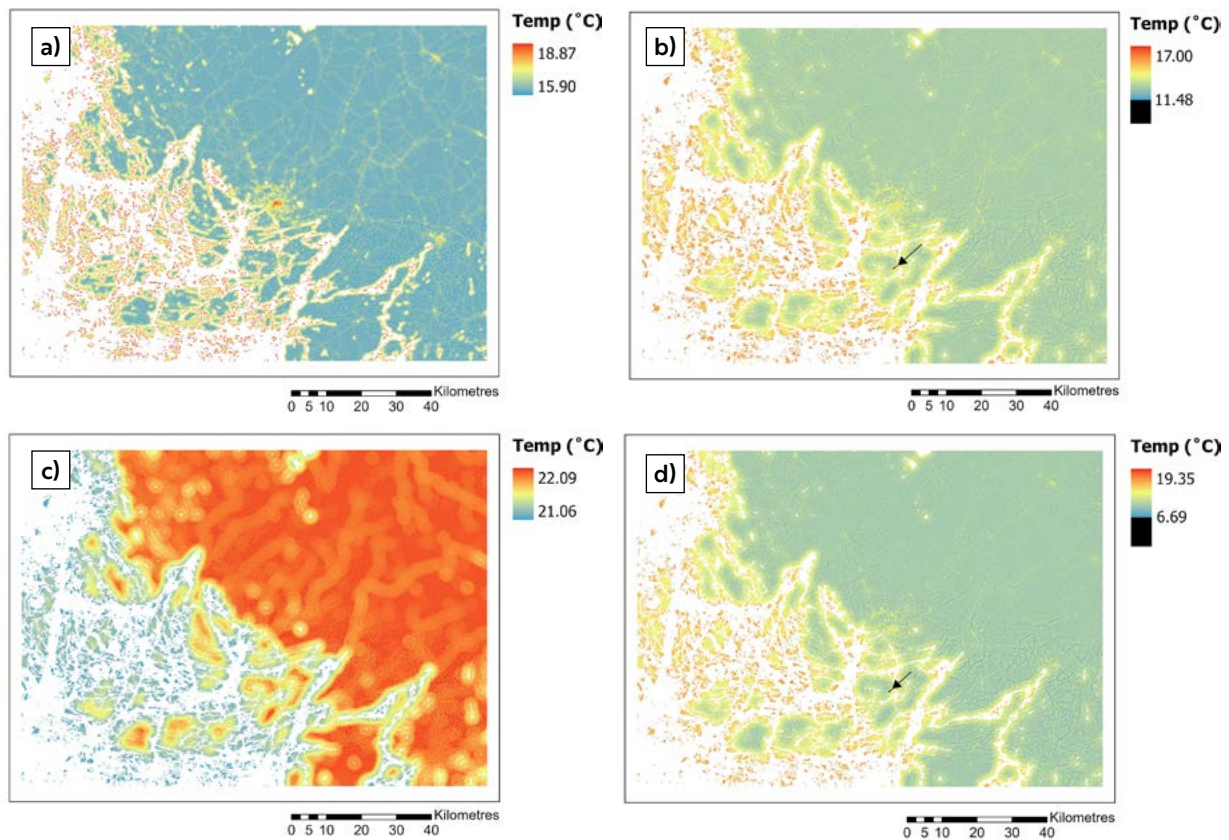 a)
Temp (˚C)
18.87
15.90
Kilometres
0 5 10 20 30 40
b)
Temp (˚C)
17.00
11.48
Kilometres
0 5 10 20 30 40
c)
Temp (˚C)
22.09
21.06
Kilometres
0 5 10 20 30 40
d)
Temp (˚C)
19.35
6.69
Kilometres
0 5 10 20 30 40